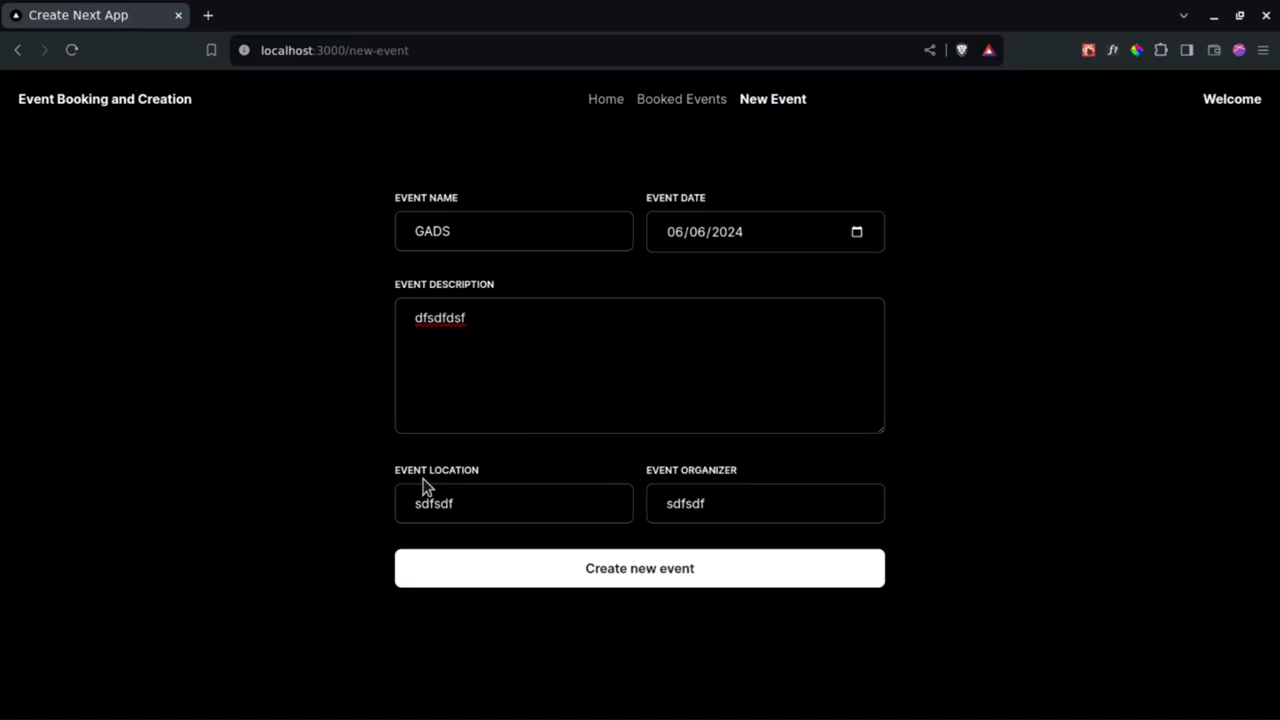 Create Next App
localhost:3000/new-event
Event Booking and Creation
Home Booked Events New Event
Welcome
EVENT NAME EVENT DATE
GADS 06/06/2024
EVENT DESCRIPTION
dfsdfdsf
EVENT LOCATION EVENT ORGANIZER
sdfsdf sdfsdf
Create new event